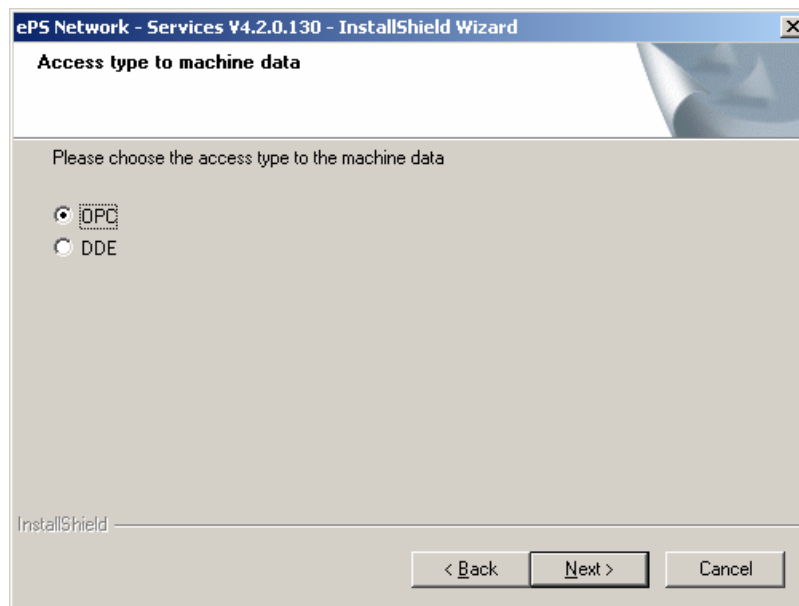 ePS Network - Services V4.2.0.130 - InstallShield Wizard
Access type to machine data
Please choose the access type to the machine data
OPC
DDE
InstallShield
< Back
Next >
Cancel